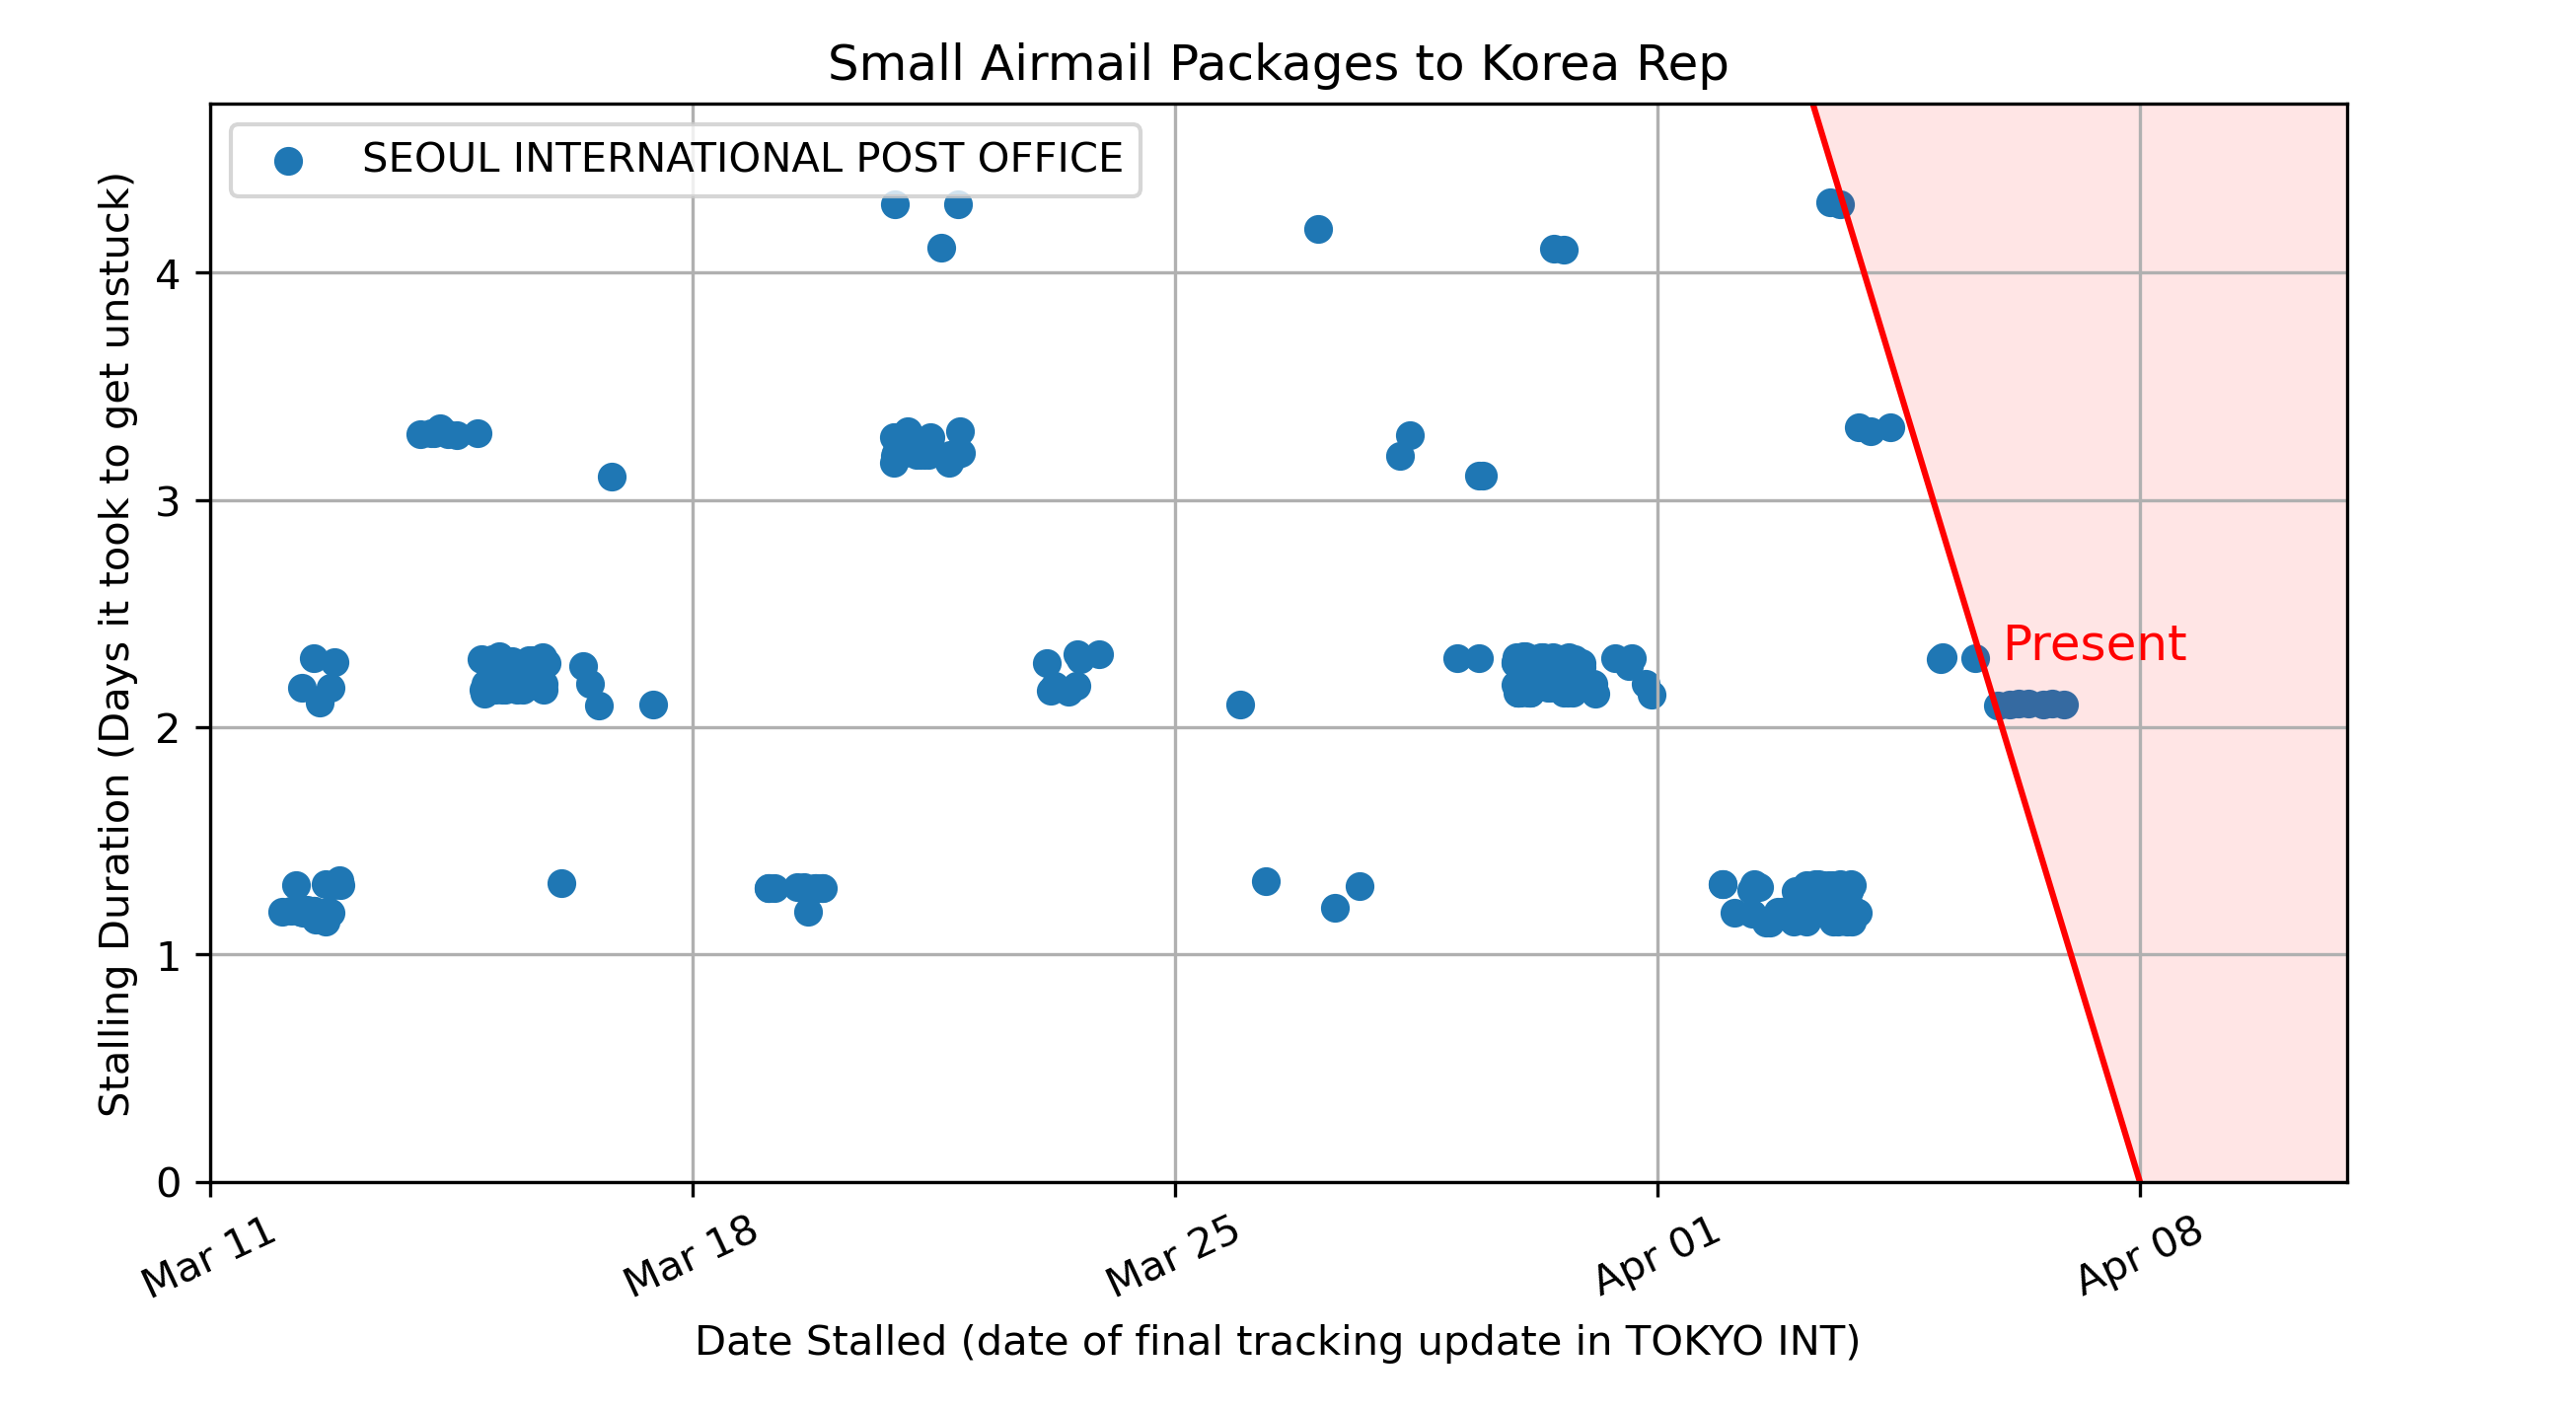 Small Airmail Packages to Korea Rep
SEOUL INTERNATIONAL POST OFFICE
Stalling Duration (Days it took to get unstuck)
4
3
2
1
0
Present
Mar 11
Mar 18
Mar 25
Apr 01
Apr 08
Date Stalled (date of final tracking update in TOKYO INT)